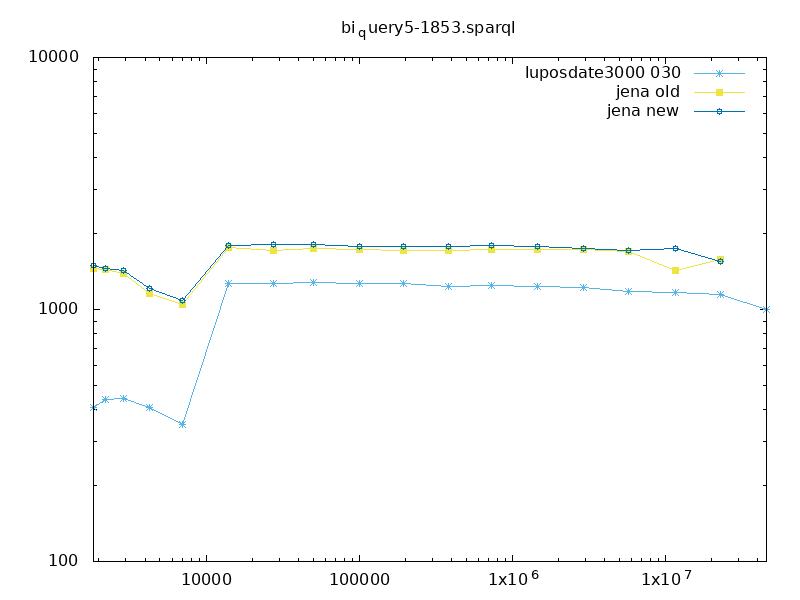 bi_query5-1853.sparql
10000
luposdate3000 030
jena old
jena new
1000
100
10000 100000 1x10^6 1x10^7